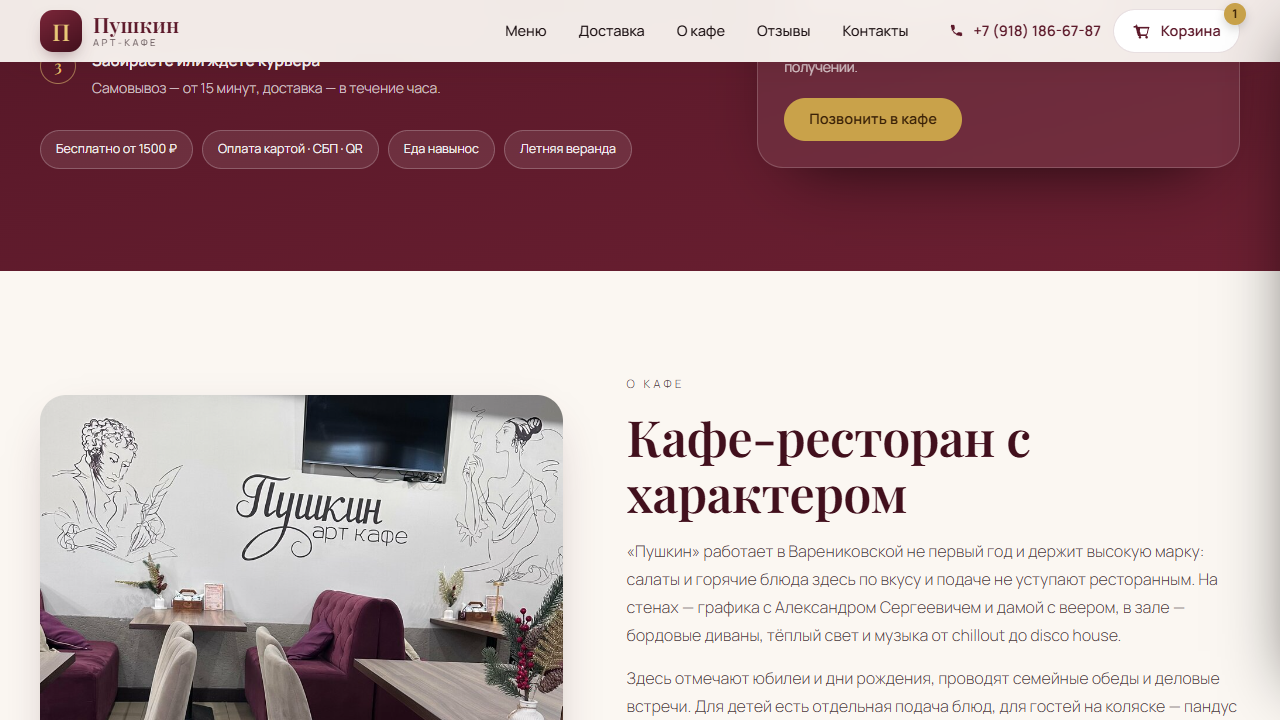 П
Пушкин
АРТ-КАФЕ
Меню
Доставка
О кафе
Отзывы
Контакты
+7 (918) 186-67-87
Корзина
1
3
Забирайте или ждёте курьера
Самовывоз — от 15 минут, доставка — в течение часа.
получении.
Позвонить в кафе
Бесплатно от 1500 ₽
Оплата картой · СБП · QR
Еда навынос
Летняя веранда
Пушкин
арт кафе
О КАФЕ
Кафе-ресторан с
характером
«Пушкин» работает в Варениковской не первый год и держит высокую марку:
салаты и горячие блюда здесь по вкусу и подаче не уступают ресторанным. На
стенах — графика с Александром Сергеевичем и дамой с веером, в зале —
бордовые диваны, тёплый свет и музыка от chillout до disco house.
Здесь отмечают юбилеи и дни рождения, проводят семейные обеды и деловые
встречи. Для детей есть отдельная подача блюд, для гостей на коляске — пандус